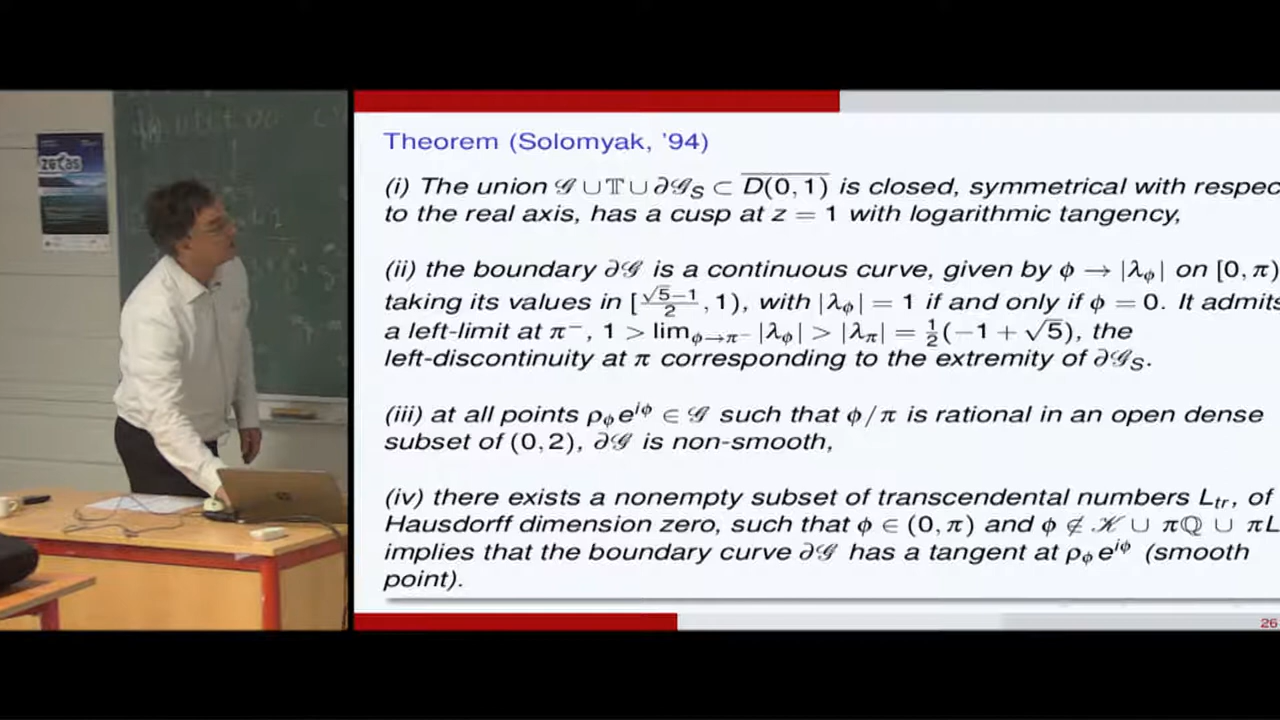 zetas
Theorem (Solomyak, '94)
(i) The union 𝒢 ∪ 𝕋 ∪ ∂𝒢_S ⊂ \overline{D(0, 1)} is closed, symmetrical with respec
to the real axis, has a cusp at z = 1 with logarithmic tangency,
(ii) the boundary ∂𝒢 is a continuous curve, given by ϕ → |λ_ϕ| on [0, π)
taking its values in [\frac{√5−1}{2}, 1), with |λ_ϕ| = 1 if and only if ϕ = 0. It admits
a left-limit at π⁻, 1 > lim_{ϕ→π⁻} |λ_ϕ| > |λ_π| = ½(−1 + √5), the
left-discontinuity at π corresponding to the extremity of ∂𝒢_S.
(iii) at all points ρ_ϕ e^{iϕ} ∈ 𝒢 such that ϕ/π is rational in an open dense
subset of (0, 2), ∂𝒢 is non-smooth,
(iv) there exists a nonempty subset of transcendental numbers L_{tr}, of
Hausdorff dimension zero, such that ϕ ∈ (0, π) and ϕ ∉ 𝒦 ∪ πℚ ∪ πL
implies that the boundary curve ∂𝒢 has a tangent at ρ_ϕ e^{iϕ} (smooth
point).
26